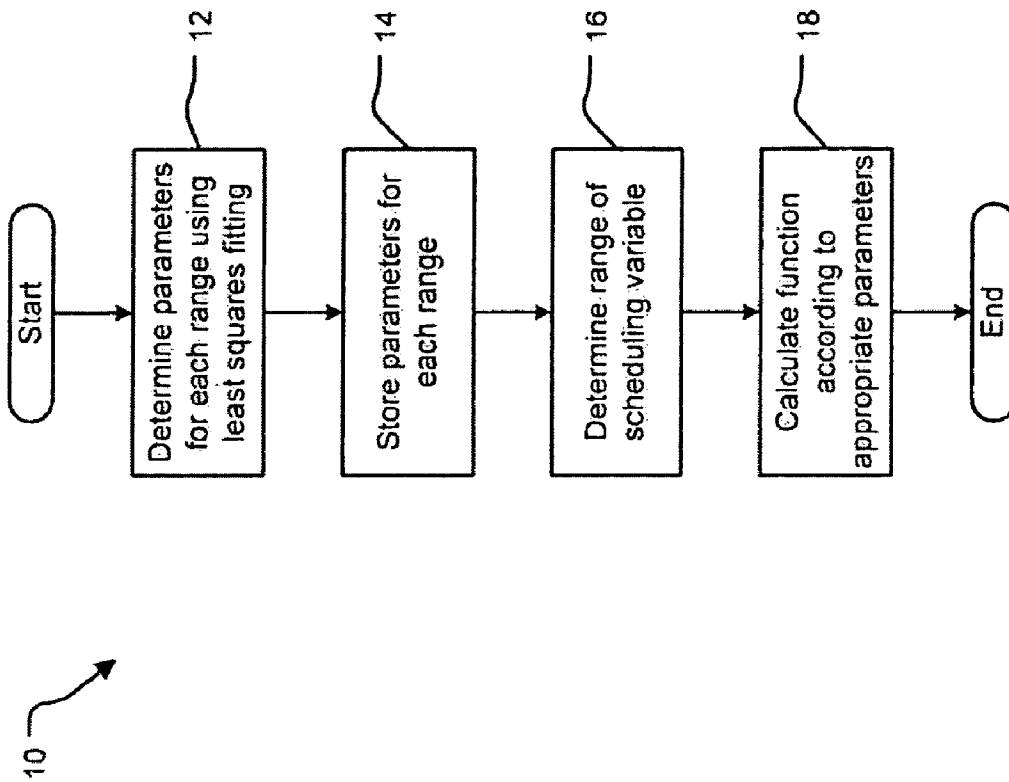 10
Start
Determine parameters
for each range using
least squares fitting
12
Store parameters for
each range
14
Determine range of
scheduling variable
16
Calculate function
according to
appropriate parameters
18
End